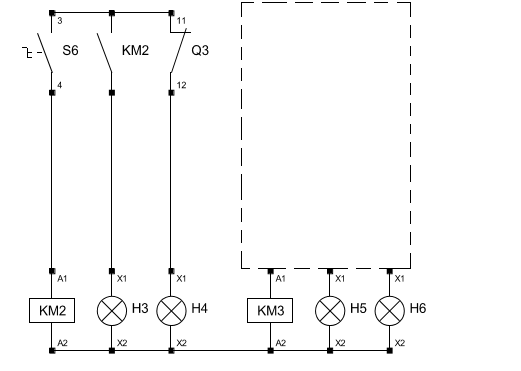 3 11
S6 KM2 Q3
4 12
A1 X1 X1 A1 X1 X1
KM2 H3 H4 KM3 H5 H6
A2 X2 X2 A2 X2 X2